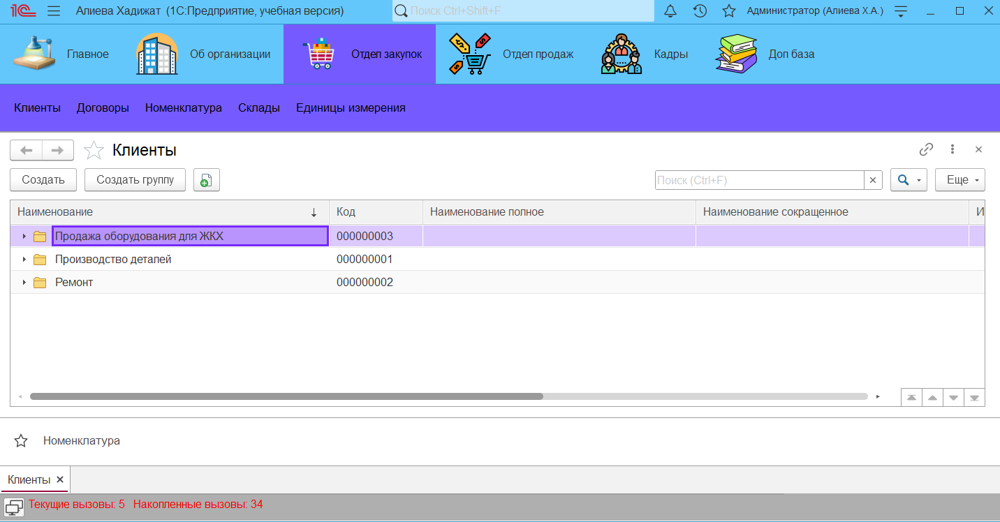 1С Алиева Хадижат (1С:Предприятие, учебная версия) Поиск Ctrl+Shift+F Администратор (Алиева Х.А.)
Главное Об организации Отдел закупок Отдел продаж Кадры Доп база
Клиенты Договоры Номенклатура Склады Единицы измерения
Клиенты
Создать Создать группу Поиск (Ctrl+F) × Еще
Наименование ↓ Код Наименование полное Наименование сокращенное И
Продажа оборудования для ЖКХ 000000003
Производство деталей 000000001
Ремонт 000000002
Номенклатура
Клиенты ×
Текущие вызовы: 5 Накопленные вызовы: 34